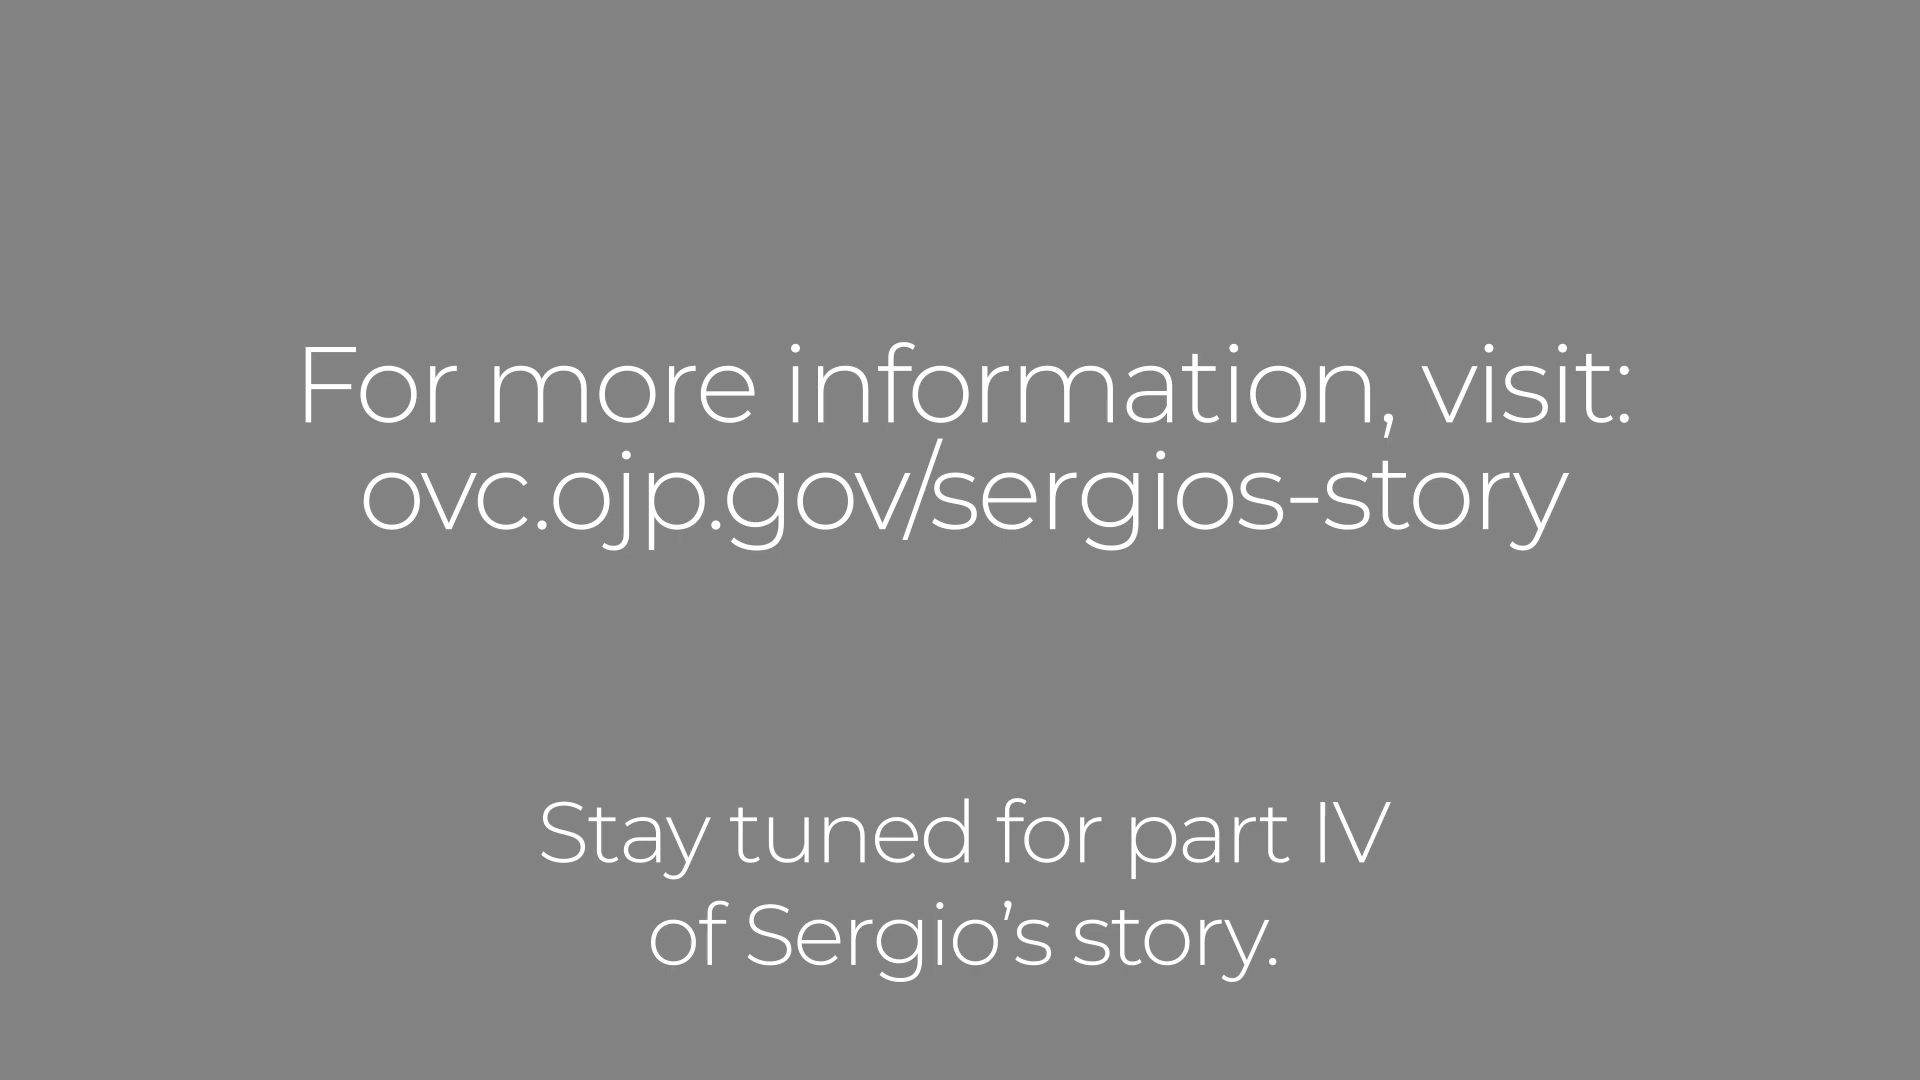 For more information, visit:
ovc.ojp.gov/sergios-story
Stay tuned for part IV
of Sergio’s story.